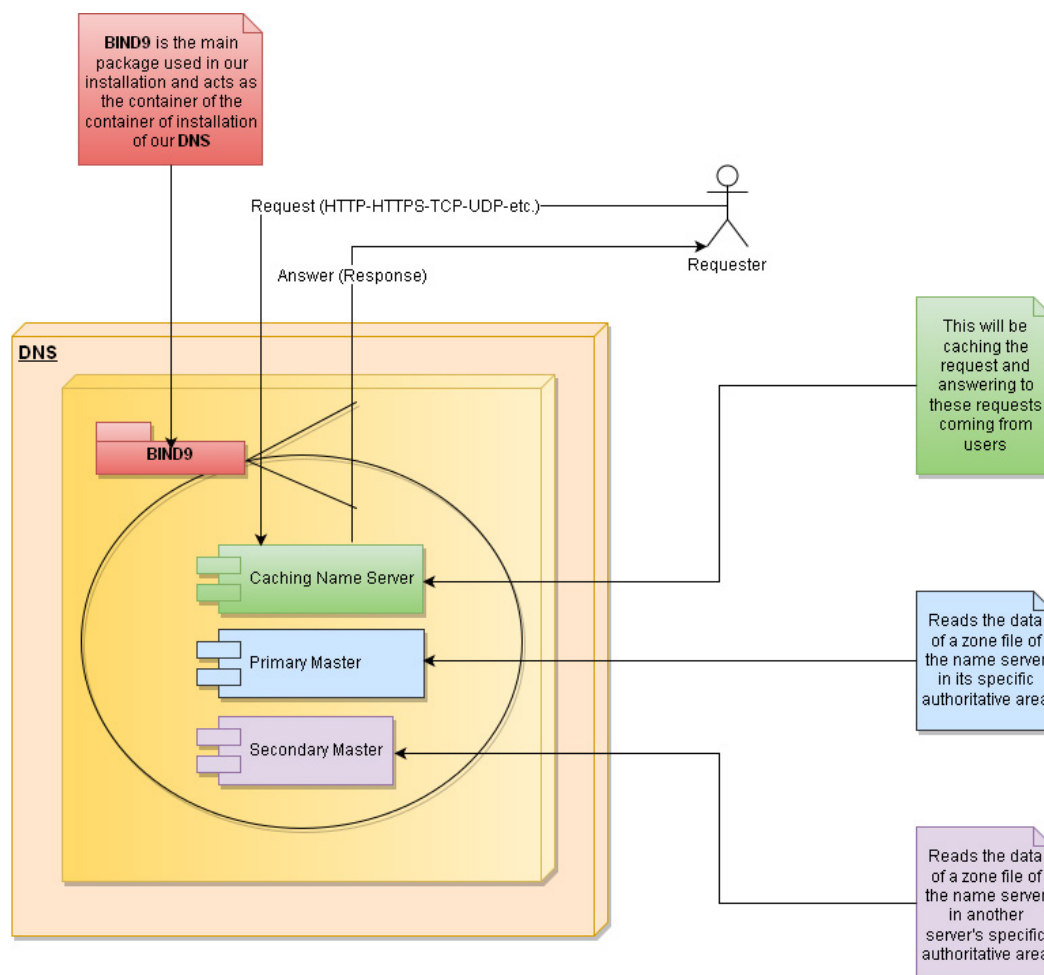 BIND9 is the main
package used in our
installation and acts as
the container of the
container of installation
of our DNS
Request (HTTP-HTTPS-TCP-UDP-etc.)
Answer (Response)
Requester
DNS
BIND9
Caching Name Server
Primary Master
Secondary Master
This will be
caching the
request and
answering to
these requests
coming from
users
Reads the data
of a zone file of
the name server
in its specific
authoritative area
Reads the data
of a zone file of
the name server
in another
server's specific
authoritative area